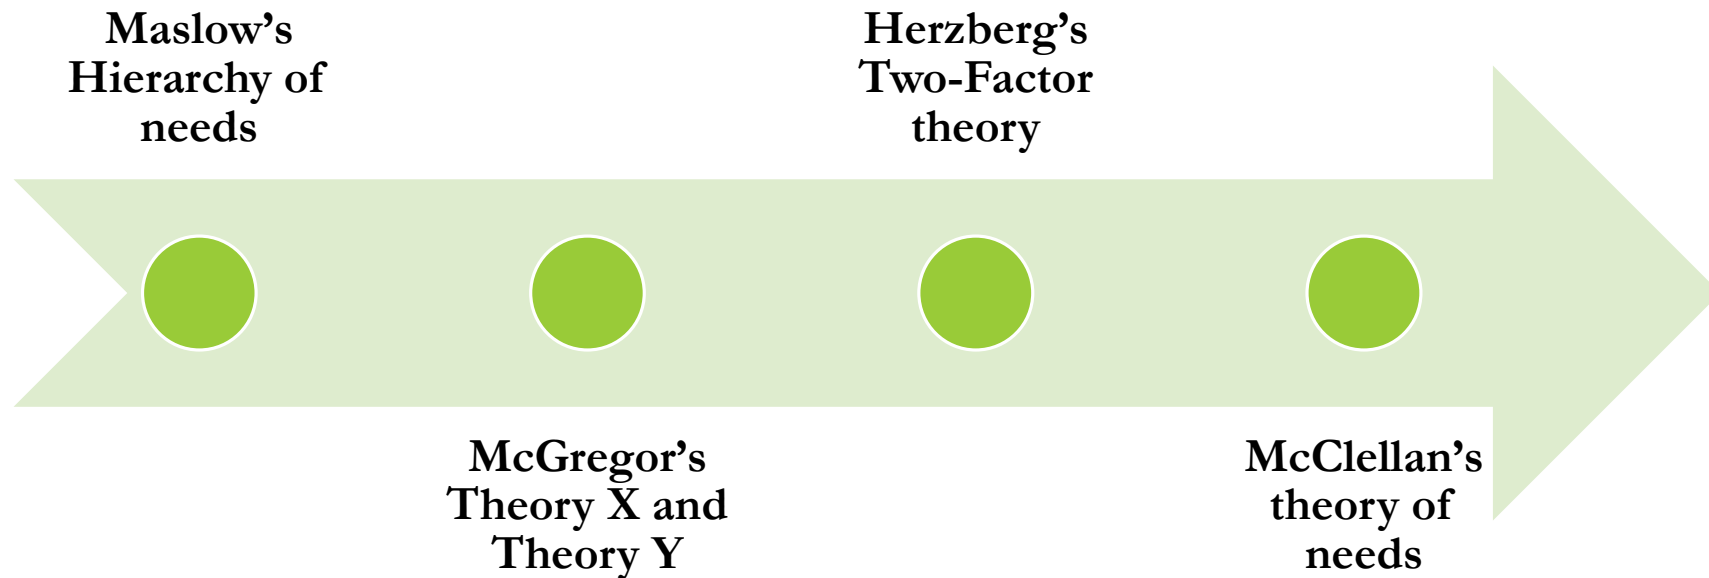 Maslow’s
Hierarchy of
needs
McGregor’s
Theory X and
Theory Y
Herzberg’s
Two-Factor
theory
McClellan’s
theory of
needs